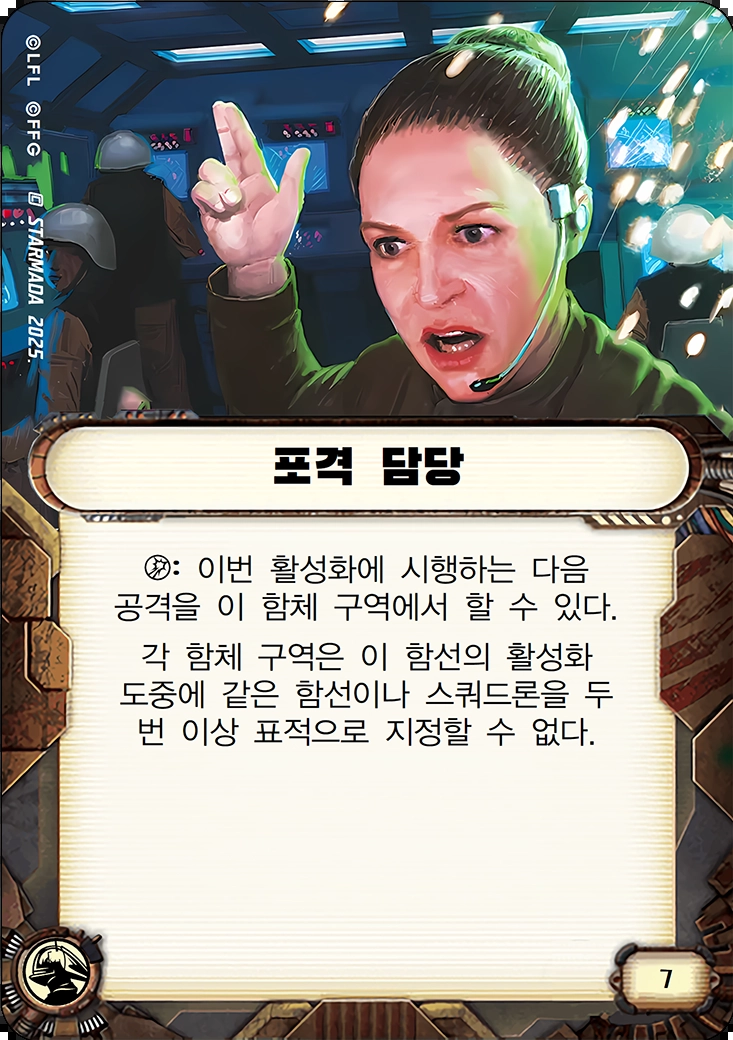 ©LFL ©FFG
🄯 STARMADA 2025.
포격 담당
: 이번 활성화에 시행하는 다음
공격을 이 함체 구역에서 할 수 있다.
각 함체 구역은 이 함선의 활성화
도중에 같은 함선이나 스쿼드론을 두
번 이상 표적으로 지정할 수 없다.
7